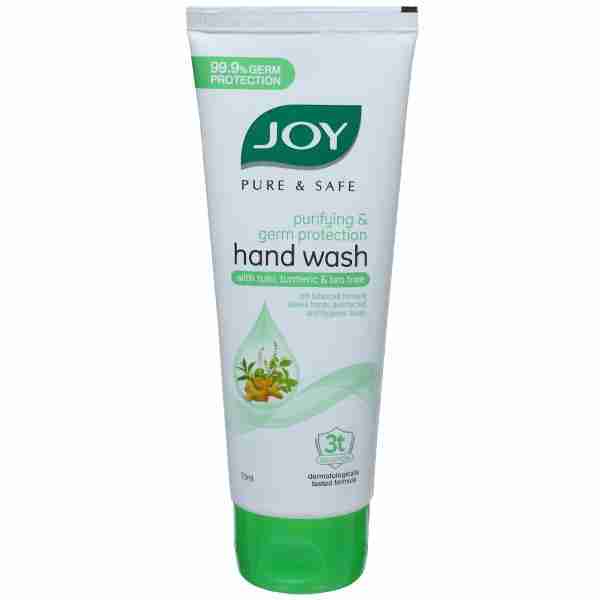 99.9% GERM
PROTECTION
JOY
PURE & SAFE
purifying &
germ protection
hand wash
with tulsi, turmeric & tea tree
3t
dermatologically
tested formula